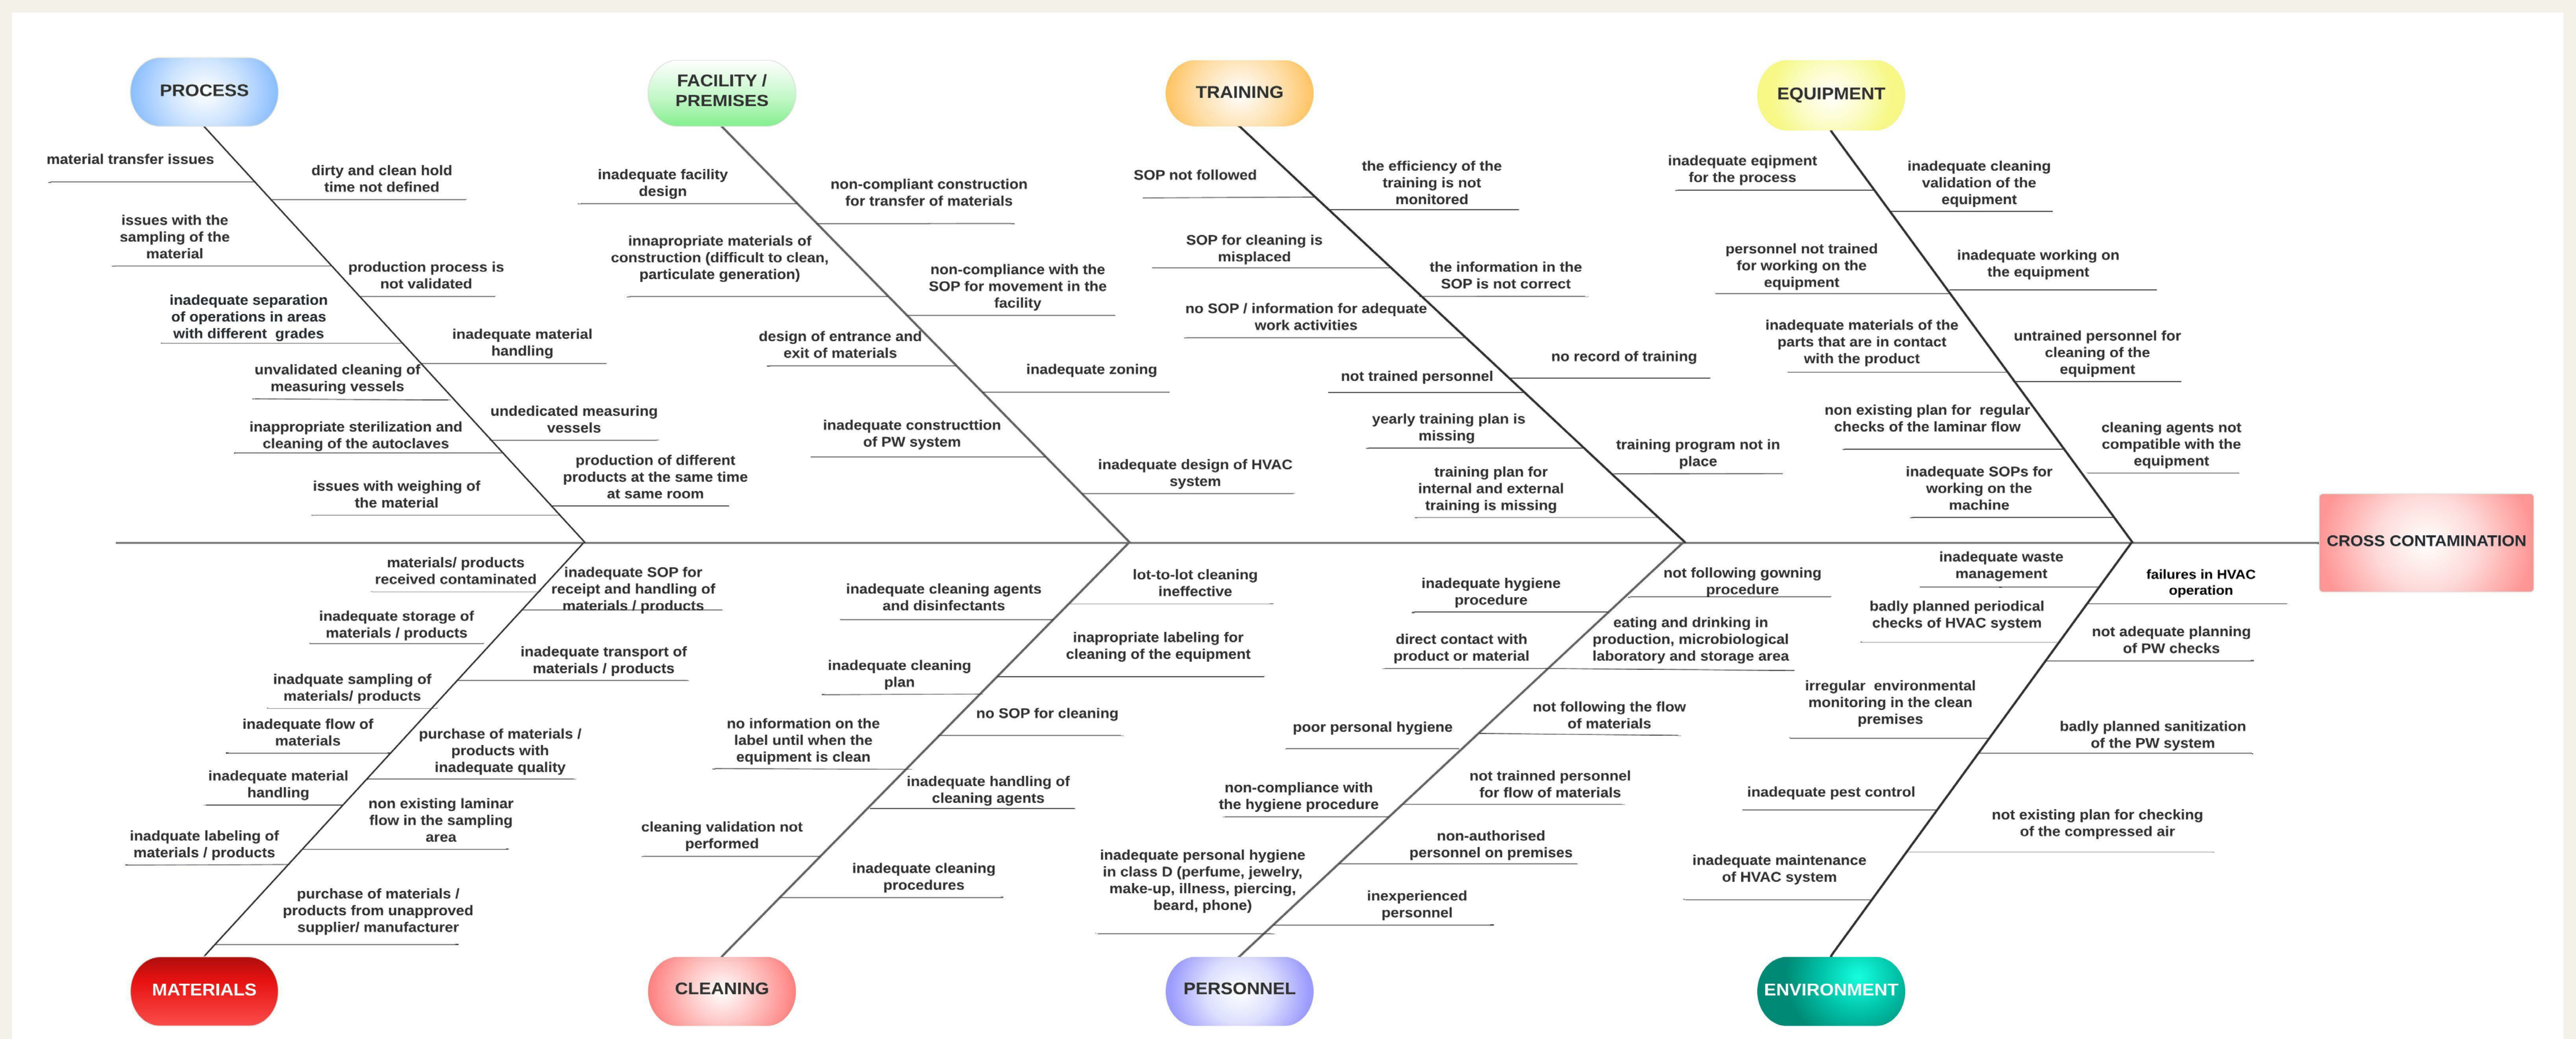 PROCESS
FACILITY /
PREMISES
TRAINING
EQUIPMENT
material transfer issues
dirty and clean hold
time not defined
issues with the
sampling of the
material
production process is
not validated
inadequate separation
of operations in areas
with different  grades
inadequate material
handling
unvalidated cleaning of
measuring vessels
undedicated measuring
vessels
inappropriate sterilization and
cleaning of the autoclaves
production of different
products at the same time
at same room
issues with weighing of
the material
inadequate facility
design
non-compliant construction
for transfer of materials
innapropriate materials of
construction (difficult to clean,
particulate generation)
non-compliance with the
SOP for movement in the
facility
design of entrance and
exit of materials
inadequate zoning
inadequate constructtion
of PW system
inadequate design of HVAC
system
SOP not followed
the efficiency of the
training is not
monitored
SOP for cleaning is
misplaced
the information in the
SOP is not correct
no SOP / information for adequate
work activities
no record of training
not trained personnel
yearly training plan is
missing
training program not in
place
training plan for
internal and external
training is missing
inadequate eqipment
for the process
inadequate cleaning
validation of the
equipment
personnel not trained
for working on the
equipment
inadequate working on
the equipment
inadequate materials of the
parts that are in contact
with the product
untrained personnel for
cleaning of the
equipment
non existing plan for  regular
checks of the laminar flow
cleaning agents not
compatible with the
equipment
inadequate SOPs for
working on the
machine
CROSS CONTAMINATION
materials/ products
received contaminated
inadequate SOP for
receipt and handling of
materials / products
inadequate storage of
materials / products
inadequate transport of
materials / products
inadquate sampling of
materials/ products
inadequate flow of
materials
purchase of materials /
products with
inadequate quality
inadequate material
handling
non existing laminar
flow in the sampling
area
inadquate labeling of
materials / products
purchase of materials /
products from unapproved
supplier/ manufacturer
inadequate cleaning agents
and disinfectants
lot-to-lot cleaning
ineffective
inadequate cleaning
plan
inapropriate labeling for
cleaning of the equipment
no information on the
label until when the
equipment is clean
no SOP for cleaning
inadequate handling of
cleaning agents
cleaning validation not
performed
inadequate cleaning
procedures
inadequate hygiene
procedure
not following gowning
procedure
direct contact with
product or material
eating and drinking in
production, microbiological
laboratory and storage area
poor personal hygiene
not following the flow
of materials
non-compliance with
the hygiene procedure
not trainned personnel
for flow of materials
non-authorised
personnel on premises
inadequate personal hygiene
in class D (perfume, jewelry,
make-up, illness, piercing,
beard, phone)
inexperienced
personnel
inadequate waste
management
failures in HVAC
operation
badly planned periodical
checks of HVAC system
not adequate planning
of PW checks
irregular  environmental
monitoring in the clean
premises
badly planned sanitization
of the PW system
inadequate pest control
not existing plan for checking
of the compressed air
inadequate maintenance
of HVAC system
MATERIALS
CLEANING
PERSONNEL
ENVIRONMENT